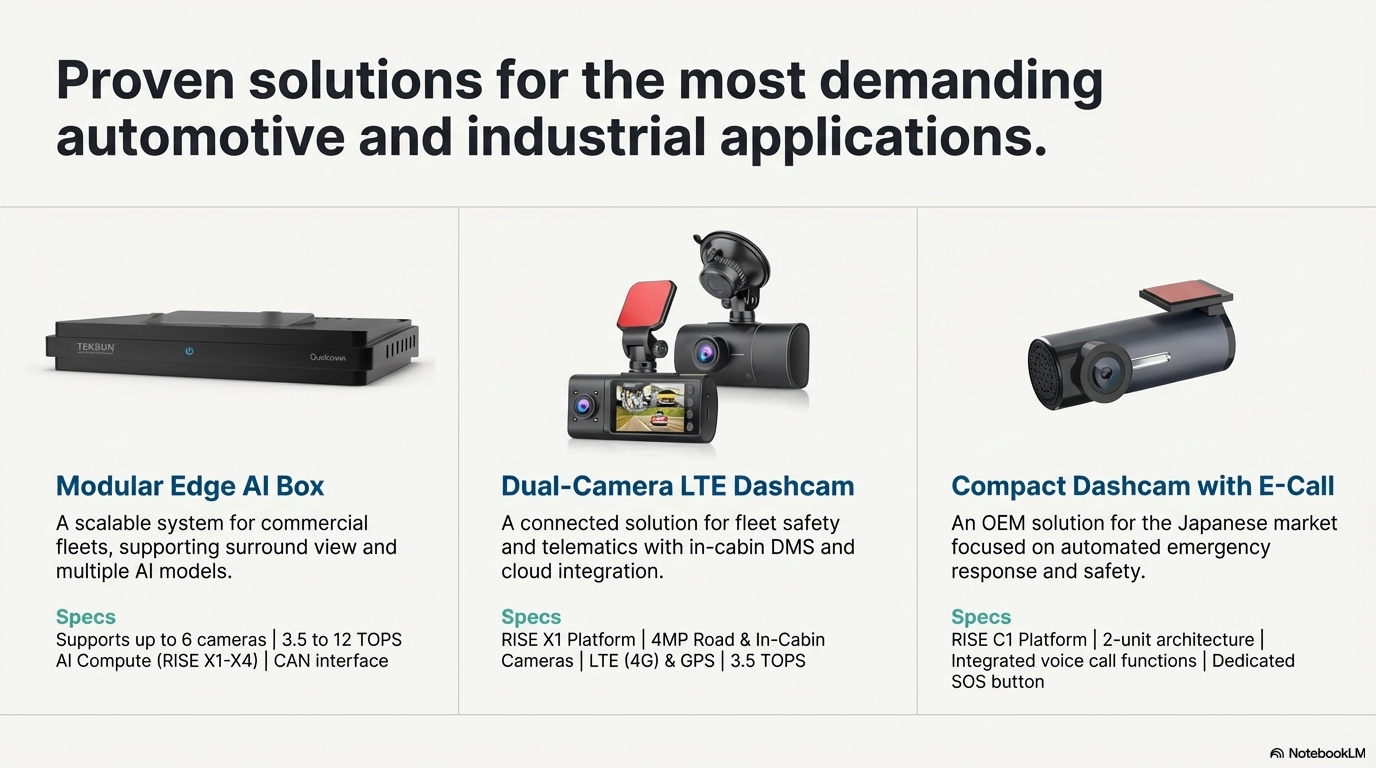 Proven solutions for the most demanding
automotive and industrial applications.
TEKSUN
Qualcomm
Modular Edge AI Box
A scalable system for commercial
fleets, supporting surround view and
multiple AI models.
Specs
Supports up to 6 cameras | 3.5 to 12 TOPS
AI Compute (RISE X1-X4) | CAN interface
Dual-Camera LTE Dashcam
A connected solution for fleet safety
and telematics with in-cabin DMS and
cloud integration.
Specs
RISE X1 Platform | 4MP Road & In-Cabin
Cameras | LTE (4G) & GPS | 3.5 TOPS
Compact Dashcam with E-Call
An OEM solution for the Japanese market
focused on automated emergency
response and safety.
Specs
RISE C1 Platform | 2-unit architecture |
Integrated voice call functions | Dedicated
SOS button
NotebookLM